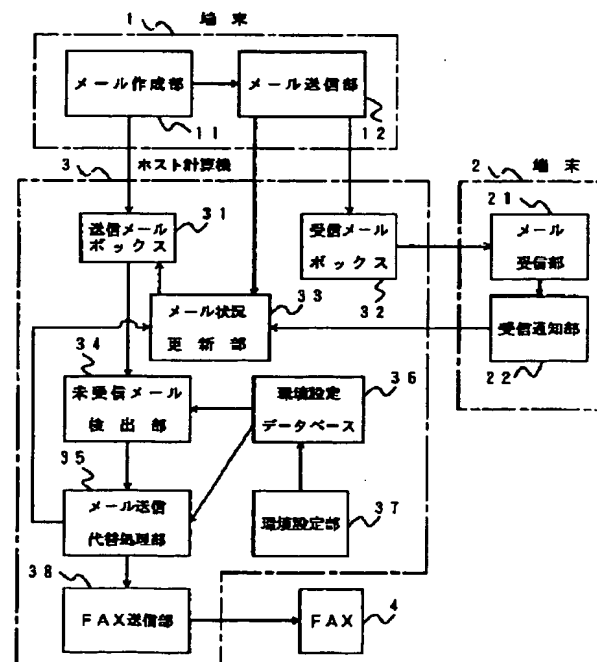 1 端末
メール作成部
メール送信部
11
12
3 ホスト計算機
2 端末
31
送信メール
ボックス
受信メール
ボックス
32
21
メール
受信部
33
メール状況
更新部
受信通知部
22
34
未受信メール
検出部
36
環境設定
データベース
35
メール送信
代替処理部
環境設定部
37
38
FAX送信部
FAX
4